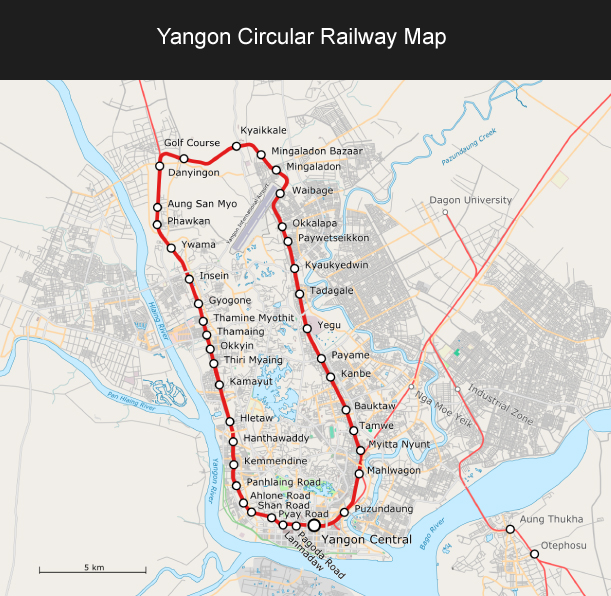 Yangon Circular Railway Map
Kyaikkale
Golf Course
Mingaladon Bazaar
Danyingon
Mingaladon
Pazundaung Creek
Waibage
Aung San Myo
Yangon International Airport
Dagon University
Phawkan
Okkalapa
Paywetseikkon
Ywama
Kyaukyedwin
Insein
Tadagale
Gyogone
Hlaing River
Thamine Myothit
Yegu
Thamaing
Okkyin
Payame
Thiri Myaing
Kanbe
Kamayut
Pan Hlaing River
Nga Moe Yeik
Industrial Zone
Bauktaw
Hletaw
Tamwe
Hanthawaddy
Myitta Nyunt
Kemmendine
Mahlwagon
Yangon River
Panhlaing Road
Ahlone Road
Shan Road
Puzundaung
Pyay Road
Bago River
Aung Thukha
Yangon Central
Pagoda Road
Lanmadaw
Otephosu
5 km